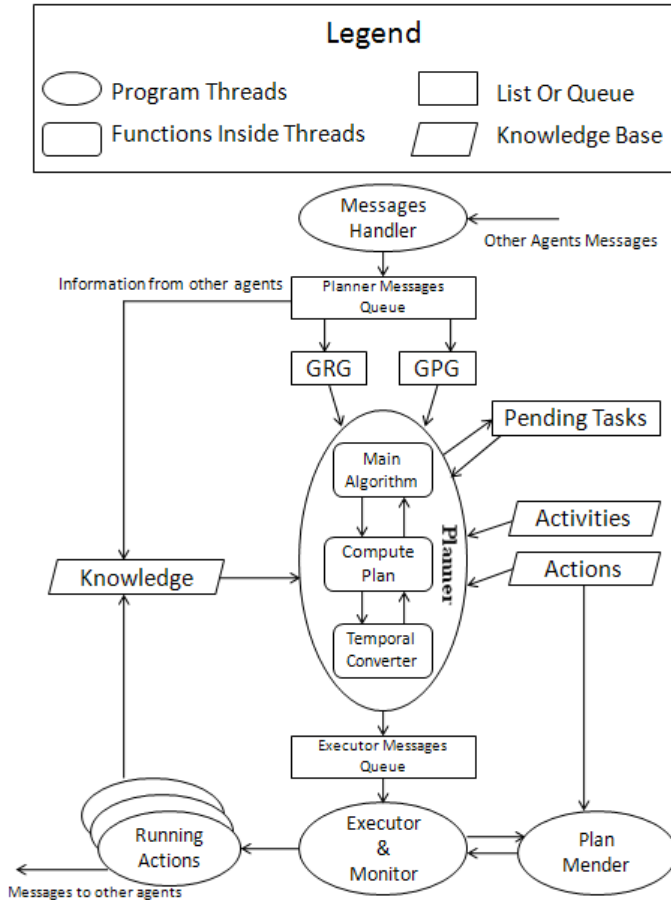 Legend
Program Threads
List Or Queue
Functions Inside Threads
Knowledge Base
Messages
Handler
Other Agents Messages
Information from other agents
Planner Messages
Queue
GRG
GPG
Pending Tasks
Main
Algorithm
Planner
Activities
Compute
Plan
Actions
Knowledge
Temporal
Converter
Executor Messages
Queue
Running
Actions
Executor
&
Monitor
Plan
Mender
Messages to other agents